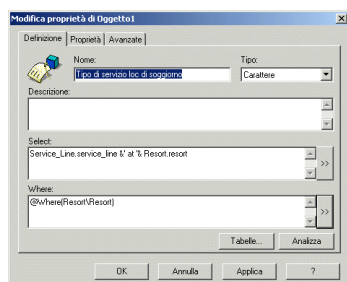 Modifica proprietà di Oggetto1
Definizione Proprietà Avanzate
Nome: Tipo:
Tipo di servizio loc di soggiorno Carattere
Descrizione:
Select:
Service_Line.service_line &' at '& Resort.resort
>>
Where:
@Where(Resort\Resort)
>>
Tabelle... Analizza
OK Annulla Applica ?